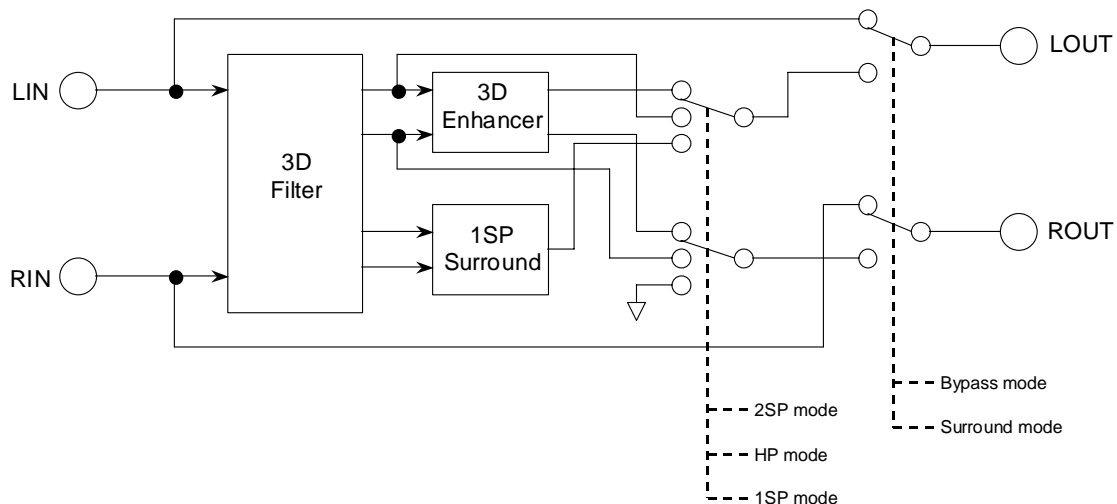 LIN
RIN
3D
Filter
3D
Enhancer
1SP
Surround
LOUT
ROUT
Bypass mode
Surround mode
2SP mode
HP mode
1SP mode